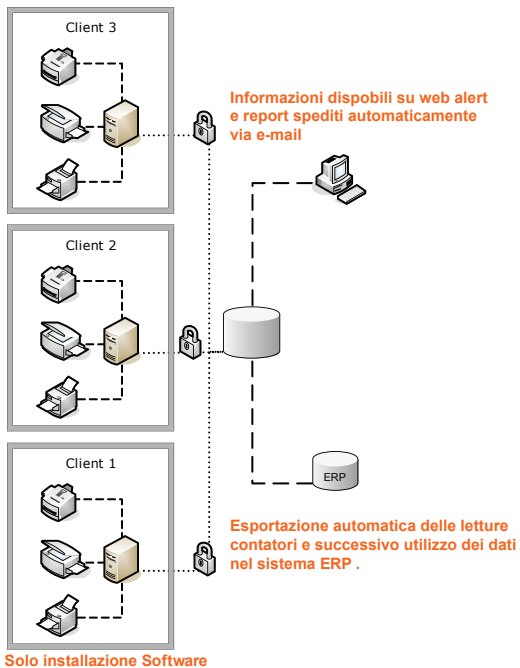 Client 3
Informazioni dispobili su web alert
e report spediti automaticamente
via e-mail
Client 2
Client 1
ERP
Esportazione automatica delle letture
contatori e successivo utilizzo dei dati
nel sistema ERP .
Solo installazione Software